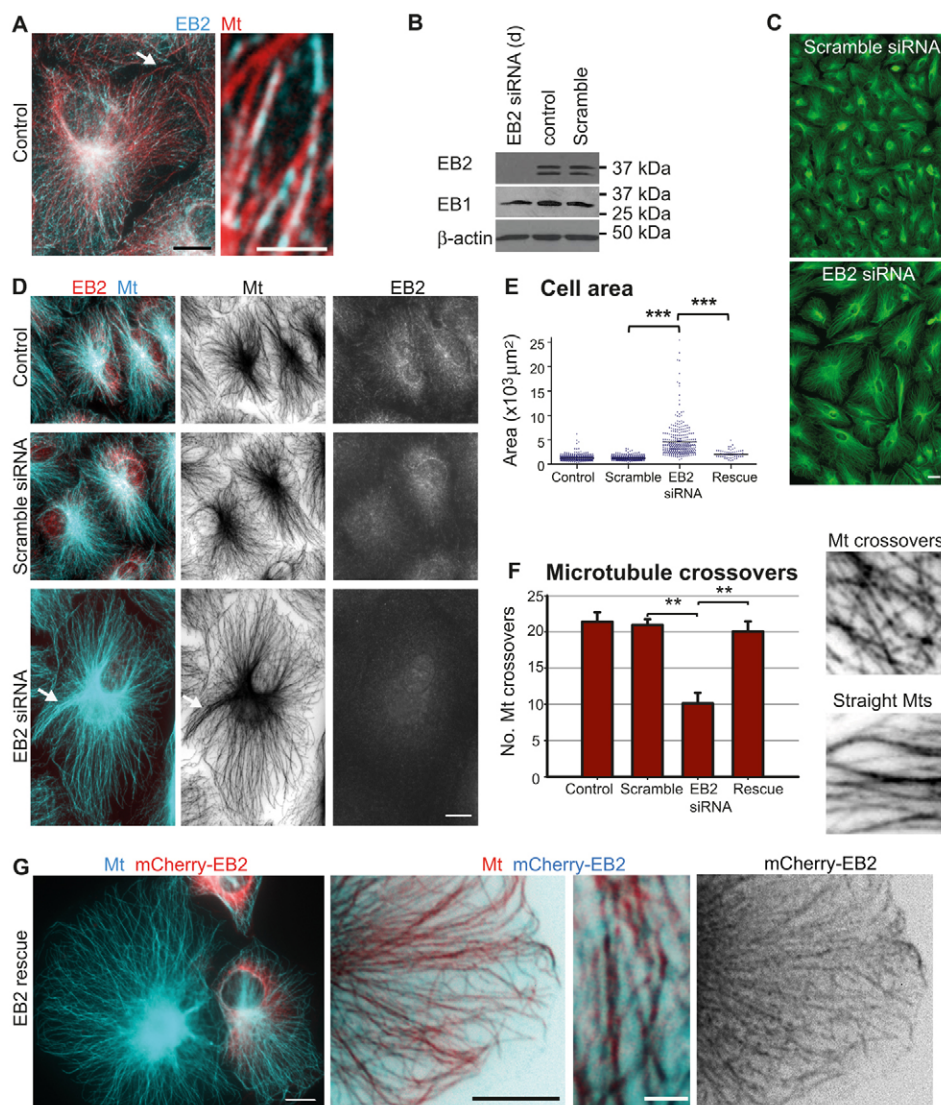 A
EB2 Mt
Control
B
EB2 siRNA (d)
control
Scramble
EB2
37 kDa
EB1
37 kDa
25 kDa
β-actin
50 kDa
C
Scramble siRNA
EB2 siRNA
D
EB2 Mt
Mt
EB2
Control
Scramble siRNA
EB2 siRNA
E Cell area
***
***
Area (x10³µm²)
25
20
15
10
5
0
Control
Scramble
EB2
siRNA
Rescue
F Microtubule crossovers
**
**
No. Mt crossovers
25
20
15
10
5
0
Control
Scramble
EB2
siRNA
Rescue
Mt crossovers
Straight Mts
G
Mt mCherry-EB2
Mt mCherry-EB2
mCherry-EB2
EB2 rescue